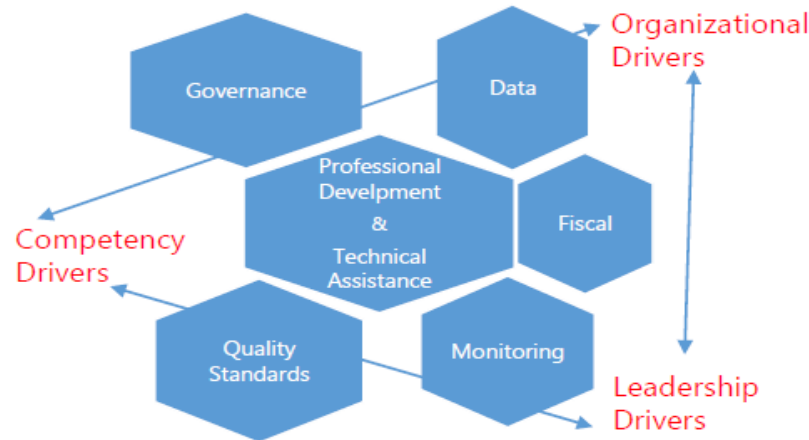 Organizational
Drivers
Governance
Data
Professional
Develpment
&
Technical
Assistance
Fiscal
Competency
Drivers
Quality
Standards
Monitoring
Leadership
Drivers